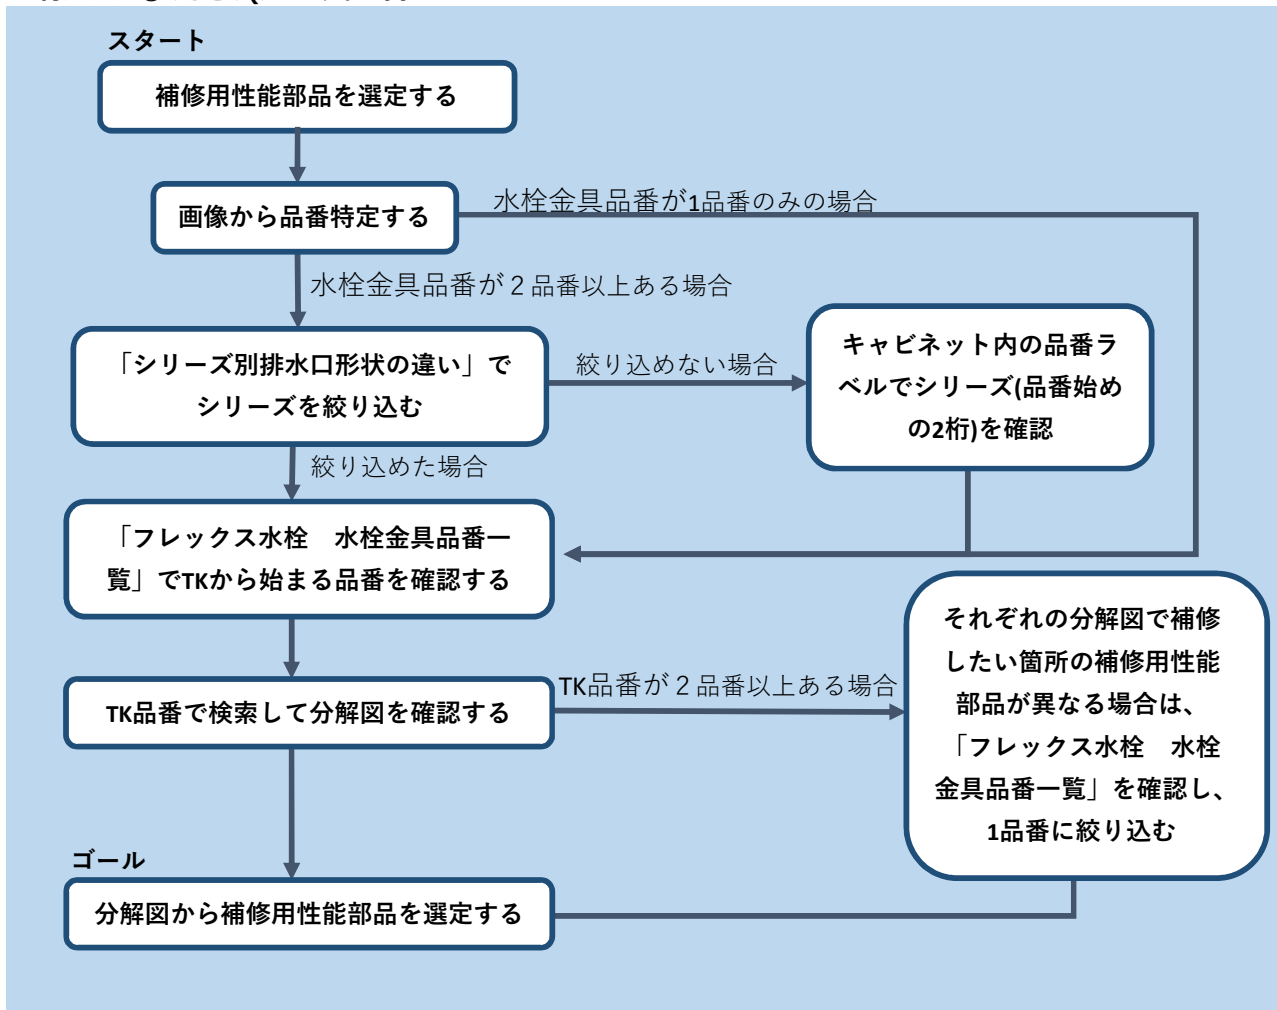 スタート
補修用性能部品を選定する
画像から品番特定する
水栓金具品番が1品番のみの場合
水栓金具品番が２品番以上ある場合
「シリーズ別排水口形状の違い」で
シリーズを絞り込む
絞り込めない場合
キャビネット内の品番ラ
ベルでシリーズ(品番始め
の2桁)を確認
絞り込めた場合
「フレックス水栓　水栓金具品番一
覧」でTKから始まる品番を確認する
TK品番で検索して分解図を確認する
TK品番が２品番以上ある場合
それぞれの分解図で補修
したい箇所の補修用性能
部品が異なる場合は、
「フレックス水栓　水栓
金具品番一覧」を確認し、
1品番に絞り込む
ゴール
分解図から補修用性能部品を選定する